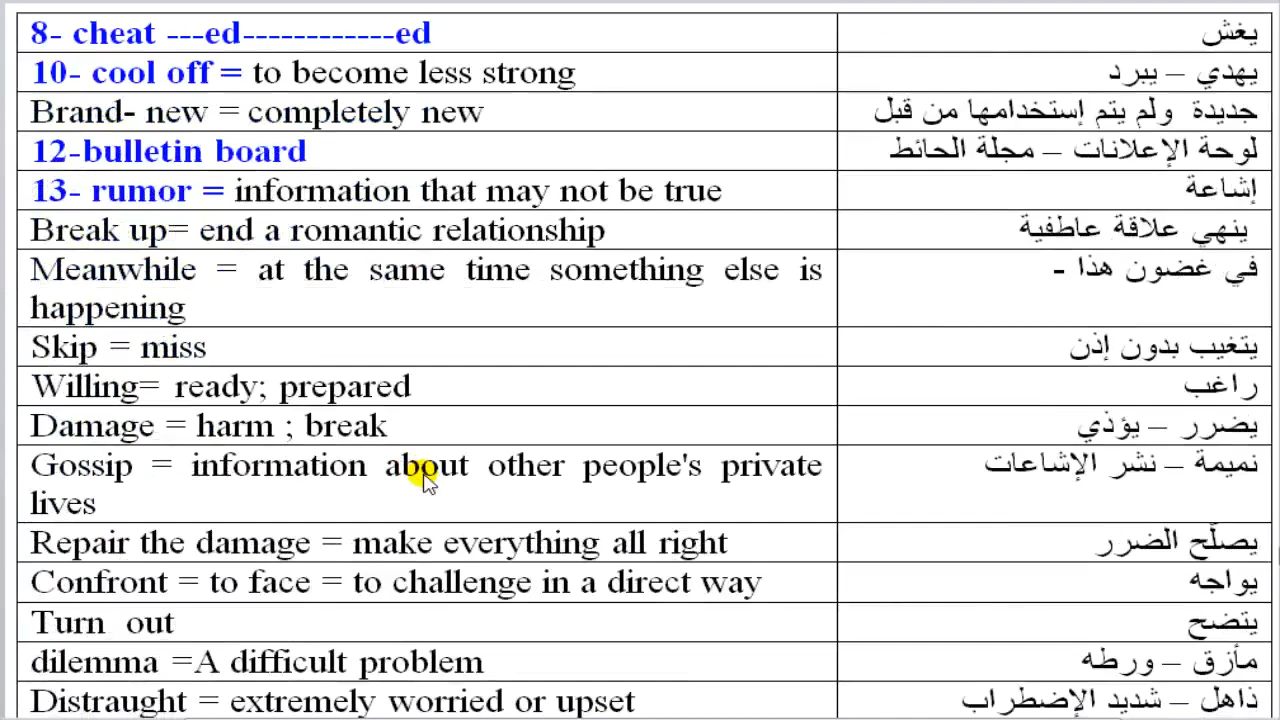 8- cheat ---ed------------ed يغش
10- cool off = to become less strong يهدي – يبرد
Brand- new = completely new جديدة ولم يتم إستخدامها من قبل
12-bulletin board لوحة الإعلانات – مجلة الحائط
13- rumor = information that may not be true إشاعة
Break up= end a romantic relationship ينهي علاقة عاطفية
Meanwhile = at the same time something else is في غضون هذا -
happening
Skip = miss يتغيب بدون إذن
Willing= ready; prepared راغب
Damage = harm ; break يضرر – يؤذي
Gossip = information about other people's private نميمة – نشر الإشاعات
lives
Repair the damage = make everything all right يصلّح الضرر
Confront = to face = to challenge in a direct way يواجه
Turn out يتضح
dilemma =A difficult problem مأزق – ورطه
Distraught = extremely worried or upset ذاهل – شديد الإضطراب